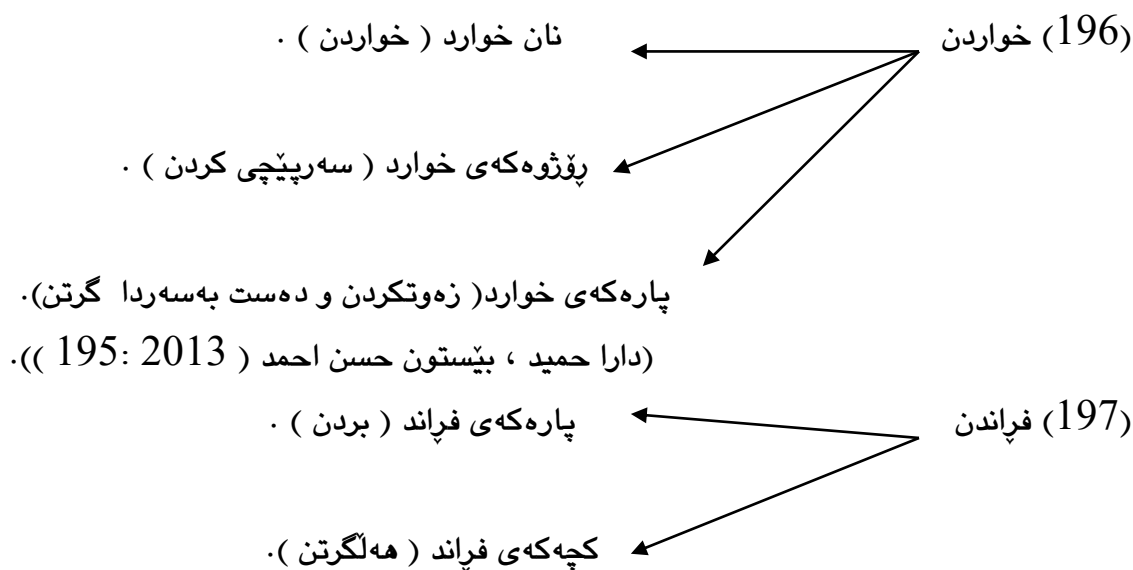 (196) خواردن
نان خوارد ( خواردن ) .
ڕۆژوەکەی خوارد ( سەرپێچی کردن ) .
پارەکەی خوارد( زەوتکردن و دەست بەسەردا گرتن).
(دارا حمید ، بێستون حسن احمد ( 2013 :195 )).
(197) فڕاندن
پارەکەی فڕاند ( بردن ) .
کچەکەی فڕاند ( هەڵگرتن ).